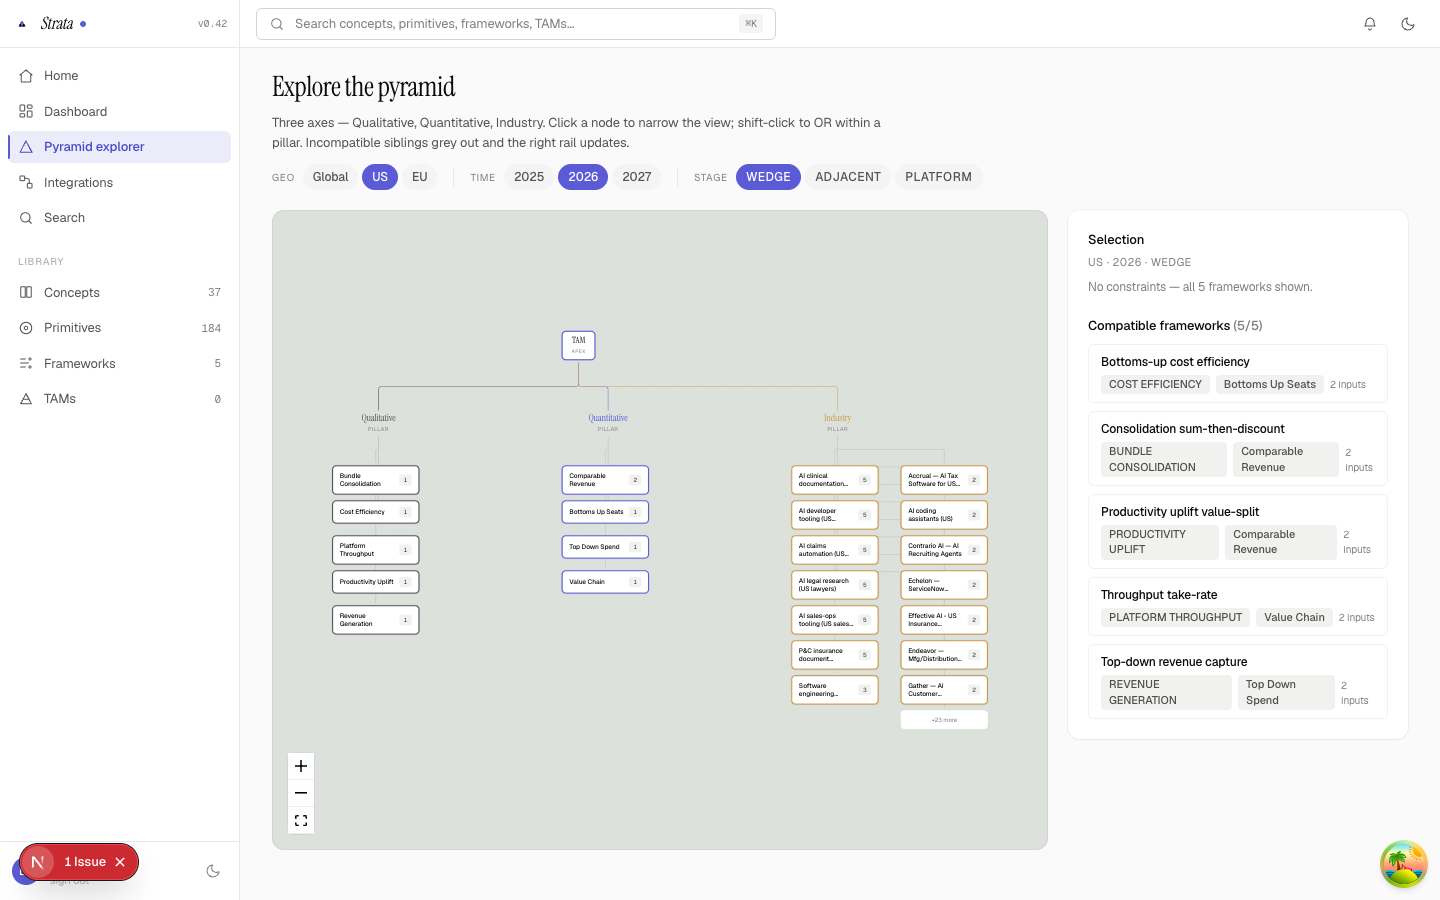 Strata
v0.42
Search concepts, primitives, frameworks, TAMs...
⌘K
Home
Dashboard
Pyramid explorer
Integrations
Search
LIBRARY
Concepts 37
Primitives 184
Frameworks 5
TAMs 0
1 Issue
sign out
Explore the pyramid
Three axes — Qualitative, Quantitative, Industry. Click a node to narrow the view; shift-click to OR within a
pillar. Incompatible siblings grey out and the right rail updates.
GEO Global US EU TIME 2025 2026 2027 STAGE WEDGE ADJACENT PLATFORM
TAM
APEX
Qualitative
PILLAR
Bundle
Consolidation 1
Cost Efficiency 1
Platform
Throughput 1
Productivity Uplift 1
Revenue
Generation 1
Quantitative
PILLAR
Comparable
Revenue 2
Bottoms Up Seats 1
Top Down Spend 1
Value Chain 1
Industry
PILLAR
AI clinical
documentation... 5
AI developer
tooling (US... 5
AI claims
automation (US... 5
AI legal research
(US lawyers) 5
AI sales-ops
tooling (US sales... 5
P&C insurance
document... 5
Software
engineering... 3
Accrual — AI Tax
Software for US... 2
AI coding
assistants (US) 2
Contrario AI — AI
Recruiting Agents 2
Echelon —
ServiceNow... 2
Effective AI - US
Insurance... 2
Endeavor —
Mfg/Distribution... 2
Gather — AI
Customer... 2
+23 more
Selection
US · 2026 · WEDGE
No constraints — all 5 frameworks shown.
Compatible frameworks (5/5)
Bottoms-up cost efficiency
COST EFFICIENCY Bottoms Up Seats 2 inputs
Consolidation sum-then-discount
BUNDLE
CONSOLIDATION
Comparable
Revenue
2
inputs
Productivity uplift value-split
PRODUCTIVITY
UPLIFT
Comparable
Revenue
2
inputs
Throughput take-rate
PLATFORM THROUGHPUT Value Chain 2 inputs
Top-down revenue capture
REVENUE
GENERATION
Top Down
Spend
2
inputs